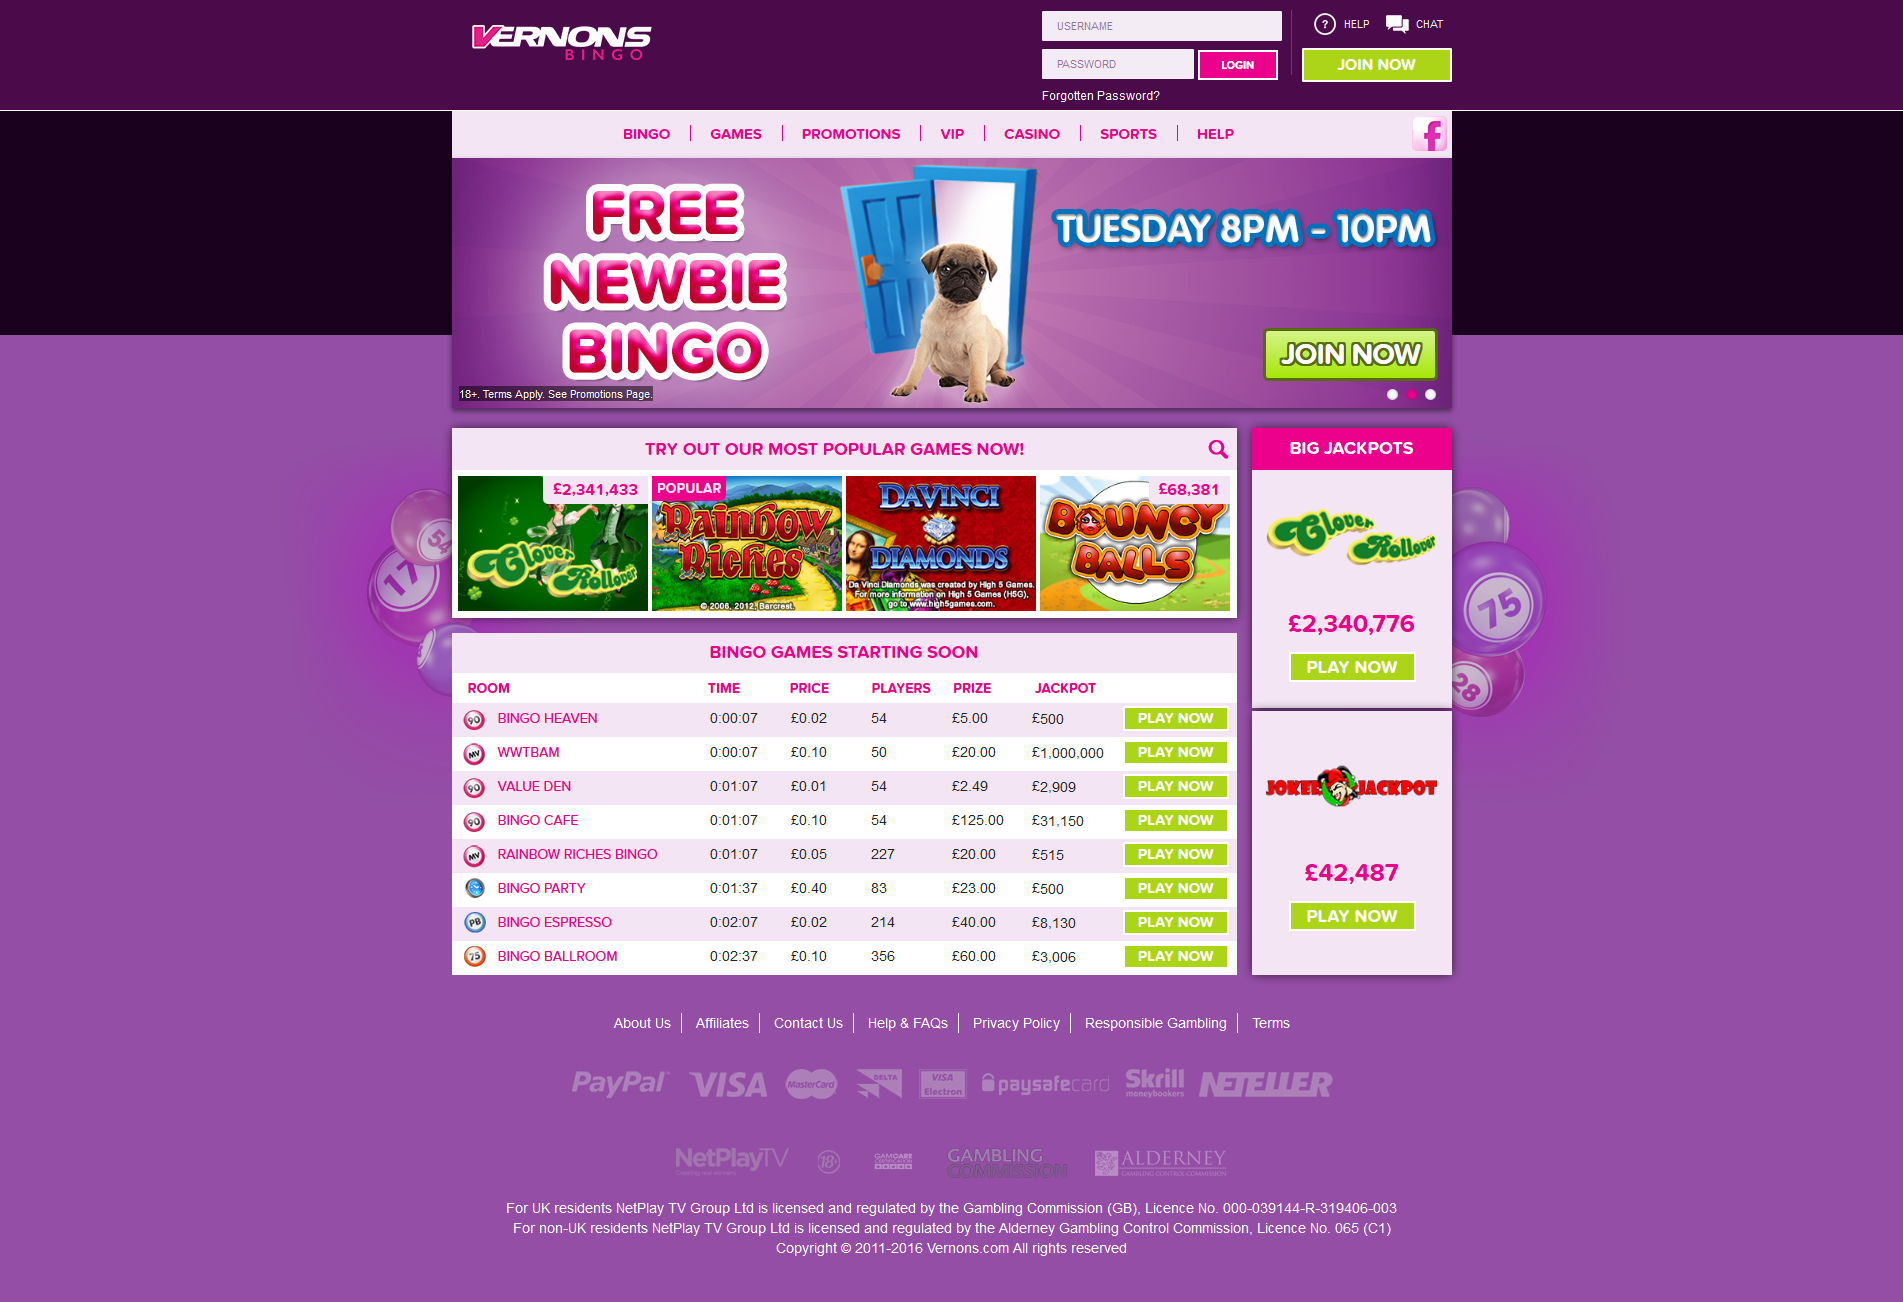 VERNONS
BINGO
USERNAME
PASSWORD
LOGIN
Forgotten Password?
? HELP
CHAT
JOIN NOW
BINGO
GAMES
PROMOTIONS
VIP
CASINO
SPORTS
HELP
f
FREE
NEWBIE
BINGO
TUESDAY 8PM - 10PM
JOIN NOW
18+. Terms Apply. See Promotions Page.
TRY OUT OUR MOST POPULAR GAMES NOW!
£2,341,433
Clover
Rollover
POPULAR
Rainbow
Riches
© 2006, 2012, Barcrest.
DAVINCI
DIAMONDS
Da Vinci Diamonds was created by High 5 Games.
For more information on High 5 Games (H5G),
go to www.high5games.com.
£68,381
BOUNCY
BALLS
BIG JACKPOTS
Clover
Rollover
£2,340,776
PLAY NOW
JOKER JACKPOT
£42,487
PLAY NOW
54
17
75
28
BINGO GAMES STARTING SOON
ROOM TIME PRICE PLAYERS PRIZE JACKPOT
90 BINGO HEAVEN 0:00:07 £0.02 54 £5.00 £500 PLAY NOW
MV WWTBAM 0:00:07 £0.10 50 £20.00 £1,000,000 PLAY NOW
90 VALUE DEN 0:01:07 £0.01 54 £2.49 £2,909 PLAY NOW
90 BINGO CAFE 0:01:07 £0.10 54 £125.00 £31,150 PLAY NOW
MV RAINBOW RICHES BINGO 0:01:07 £0.05 227 £20.00 £515 PLAY NOW
BINGO PARTY 0:01:37 £0.40 83 £23.00 £500 PLAY NOW
PB BINGO ESPRESSO 0:02:07 £0.02 214 £40.00 £8,130 PLAY NOW
75 BINGO BALLROOM 0:02:37 £0.10 356 £60.00 £3,006 PLAY NOW
About Us
Affiliates
Contact Us
Help & FAQs
Privacy Policy
Responsible Gambling
Terms
PayPal
VISA
MasterCard
DELTA
VISA
Electron
paysafecard
Skrill
moneybookers
NETELLER
NetPlayTV
18+
GAMCARE
CERTIFICATION
GAMBLING
COMMISSION
ALDERNEY
GAMBLING CONTROL COMMISSION
For UK residents NetPlay TV Group Ltd is licensed and regulated by the Gambling Commission (GB), Licence No. 000-039144-R-319406-003
For non-UK residents NetPlay TV Group Ltd is licensed and regulated by the Alderney Gambling Control Commission, Licence No. 065 (C1)
Copyright © 2011-2016 Vernons.com All rights reserved